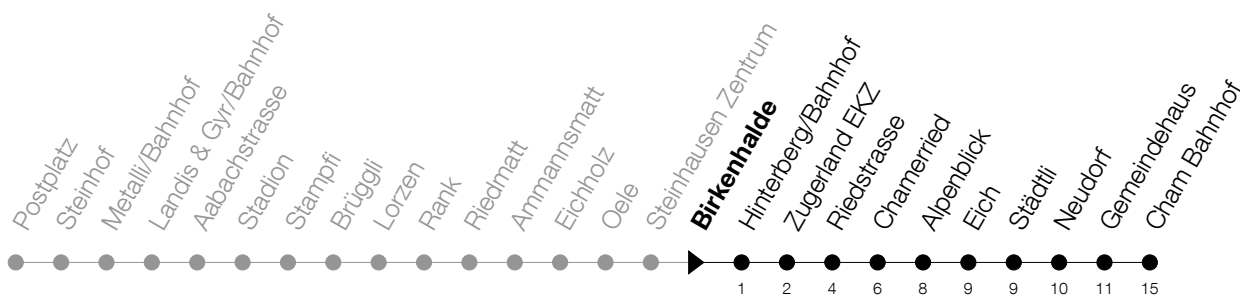 Postplatz
Steinhof
Metalli/Bahnhof
Landis & Gyr/Bahnhof
Aabachstrasse
Stadion
Stampfi
Brüggli
Lorzen
Rank
Riedmatt
Ammannsmatt
Eichholz
Oele
Steinhausen Zentrum
Birkenhalde
Hinterberg/Bahnhof
Zugerland EKZ
Riedstrasse
Chamerried
Alpenblick
Eich
Städtli
Neudorf
Gemeindehaus
Cham Bahnhof
1 2 4 6 8 9 9 10 11 15